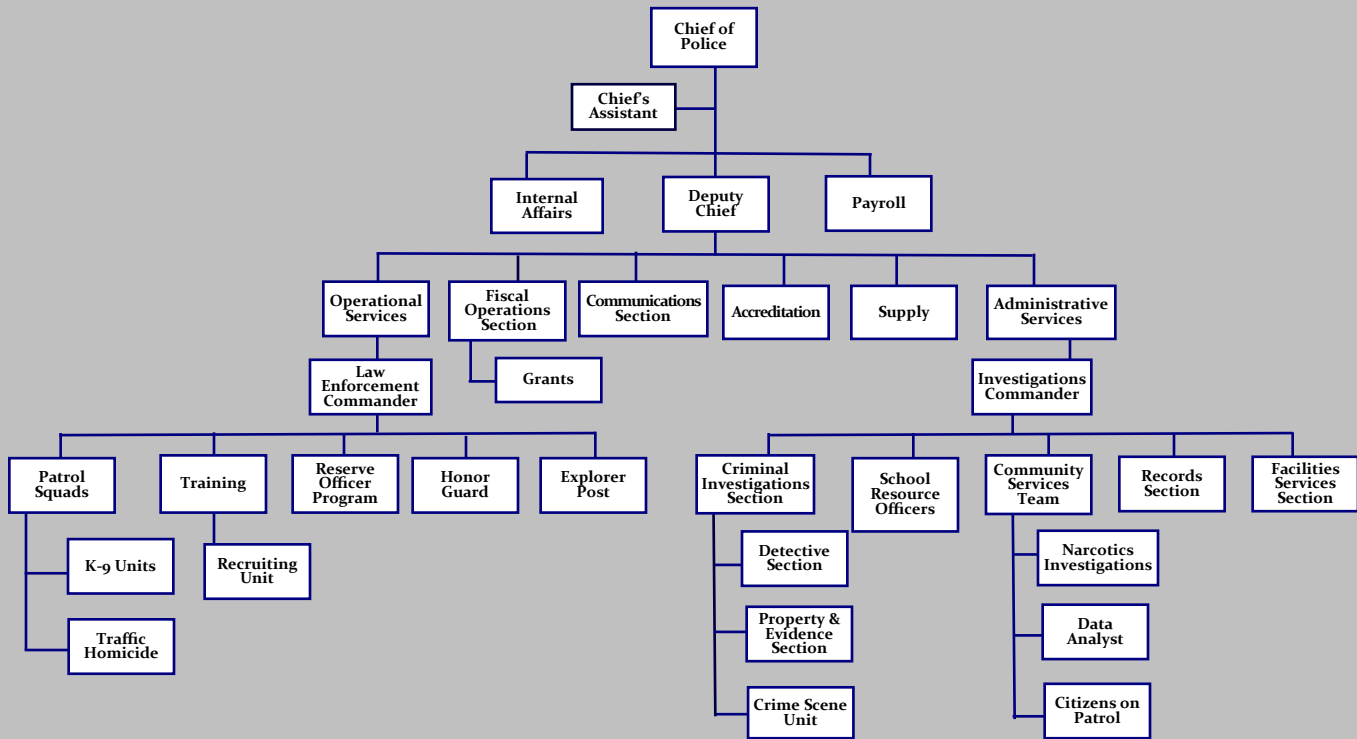 Chief of
Police
Chief's
Assistant
Internal
Affairs
Deputy
Chief
Payroll
Operational
Services
Fiscal
Operations
Section
Communications
Section
Accreditation
Supply
Administrative
Services
Law
Enforcement
Commander
Grants
Investigations
Commander
Patrol
Squads
Training
Reserve
Officer
Program
Honor
Guard
Explorer
Post
Criminal
Investigations
Section
School
Resource
Officers
Community
Services
Team
Records
Section
Facilities
Services
Section
K-9 Units
Recruiting
Unit
Detective
Section
Narcotics
Investigations
Traffic
Homicide
Property &
Evidence
Section
Data
Analyst
Crime Scene
Unit
Citizens on
Patrol